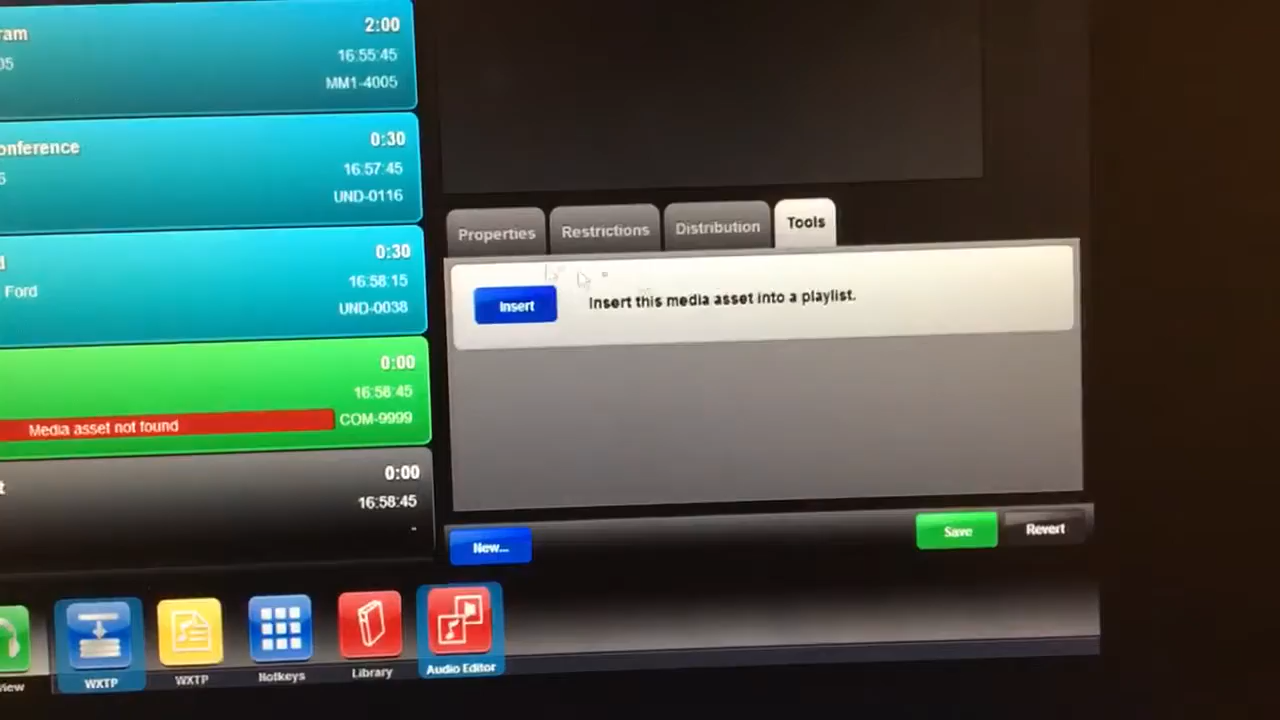 ram
2:00
05
16:55:45
MM1-4005
onference
0:30
16:57:45
UND-0116
0:30
Ford
16:58:15
UND-0038
0:00
16:58:45
Media asset not found
COM-9999
t
0:00
16:58:45
-
Properties
Restrictions
Distribution
Tools
Insert
Insert this media asset into a playlist.
New...
Save
Revert
iew
WXTP
WXTP
Hotkeys
Library
Audio Editor